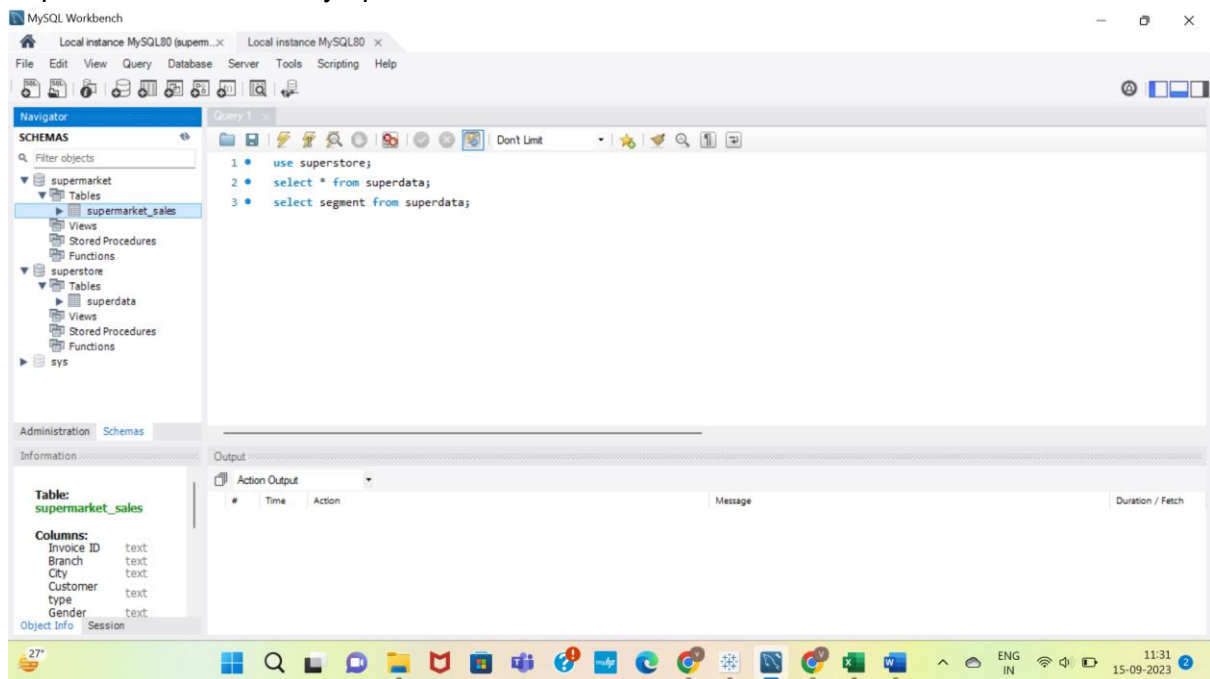 MySQL Workbench
Local instance MySQL80 (superm...× Local instance MySQL80 ×
File Edit View Query Database Server Tools Scripting Help
Navigator
Query 1 ×
SCHEMAS
Don't Limit
Filter objects
1 use superstore;
2 select * from superdata;
3 select segment from superdata;
supermarket
Tables
supermarket_sales
Views
Stored Procedures
Functions
superstore
Tables
superdata
Views
Stored Procedures
Functions
sys
Administration Schemas
Information
Output
Action Output
# Time Action Message Duration / Fetch
Table:
supermarket_sales
Columns:
Invoice ID text
Branch text
City text
Customer type text
Gender text
Object Info Session
27°
ENG
IN
11:31
15-09-2023
2